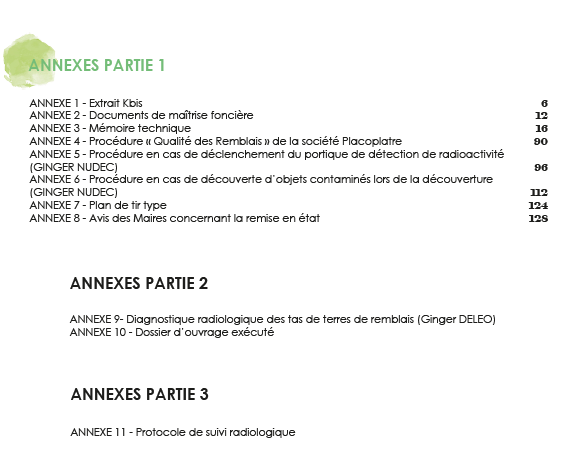 ANNEXES PARTIE 1
ANNEXE 1 - Extrait Kbis 6
ANNEXE 2 - Documents de maîtrise foncière 12
ANNEXE 3 - Mémoire technique 16
ANNEXE 4 - Procédure « Qualité des Remblais » de la société Placoplatre 90
ANNEXE 5 - Procédure en cas de déclenchement du portique de détection de radioactivité
(GINGER NUDEC) 96
ANNEXE 6 - Procédure en cas de découverte d'objets contaminés lors de la découverture
(GINGER NUDEC) 112
ANNEXE 7 - Plan de tir type 124
ANNEXE 8 - Avis des Maires concernant la remise en état 128
ANNEXES PARTIE 2
ANNEXE 9- Diagnostique radiologique des tas de terres de remblais (Ginger DELEO)
ANNEXE 10 - Dossier d'ouvrage exécuté
ANNEXES PARTIE 3
ANNEXE 11 - Protocole de suivi radiologique